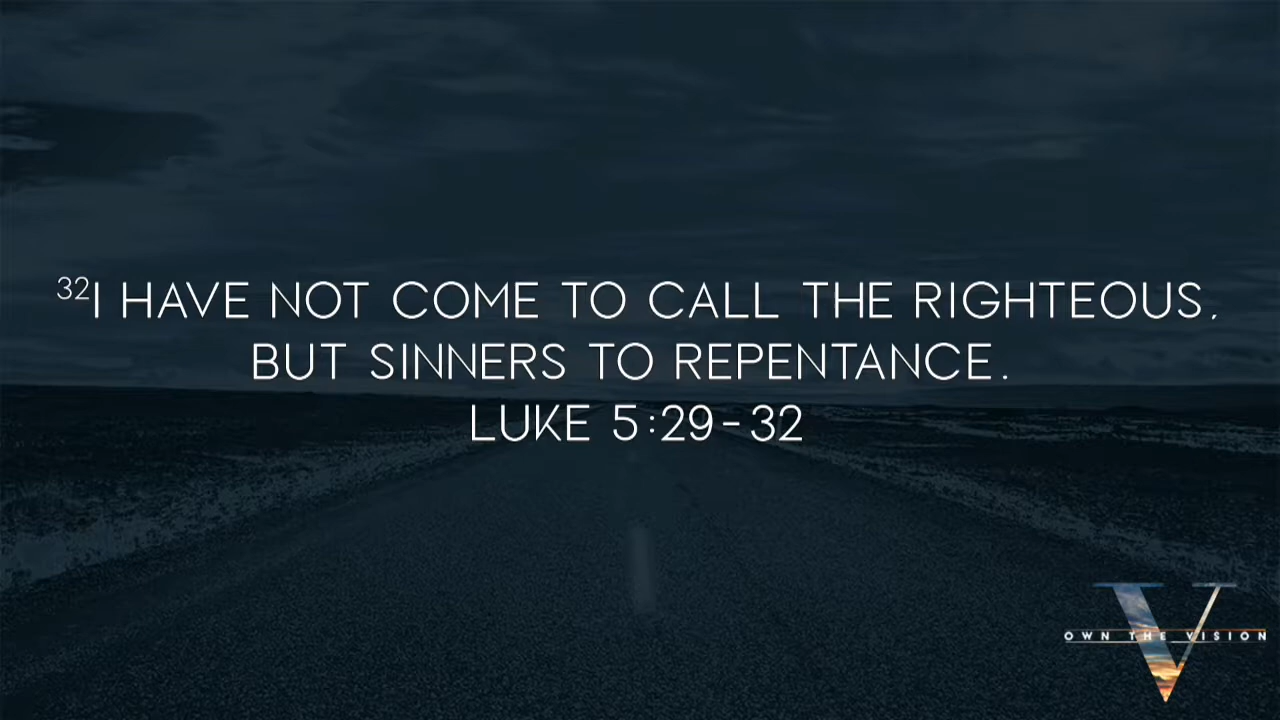 ³²I HAVE NOT COME TO CALL THE RIGHTEOUS,
BUT SINNERS TO REPENTANCE.
LUKE 5:29-32
V
OWN THE VISION